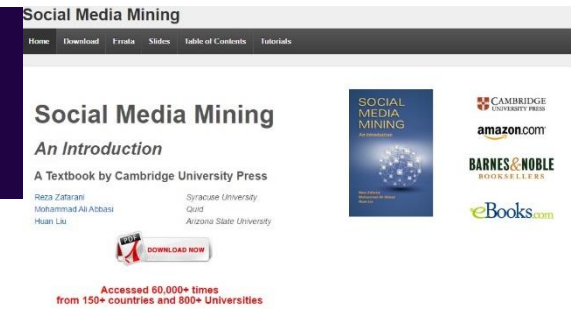 Social Media Mining
Home Download Errata Slides Table of Contents Tutorials
Social Media Mining
An Introduction
A Textbook by Cambridge University Press
Reza Zafarani Syracuse University
Mohammad Ali Abbasi Quid
Huan Liu Arizona State University
PDF DOWNLOAD NOW
Accessed 60,000+ times
from 150+ countries and 800+ Universities
SOCIAL
MEDIA
MINING
An Introduction
CAMBRIDGE
UNIVERSITY PRESS
amazon.com
BARNES&NOBLE
BOOKSELLERS
eBooks.com